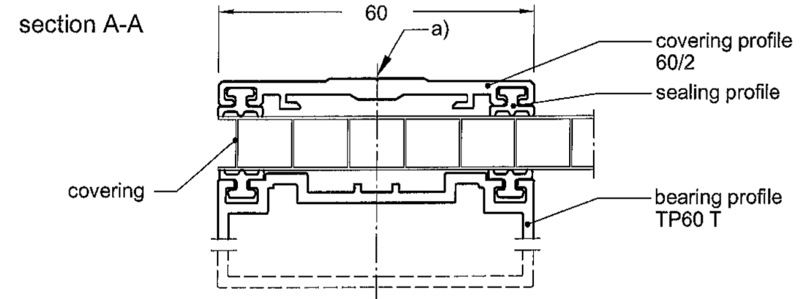 section A-A
60
a)
covering profile
60/2
sealing profile
covering
bearing profile
TP60 T